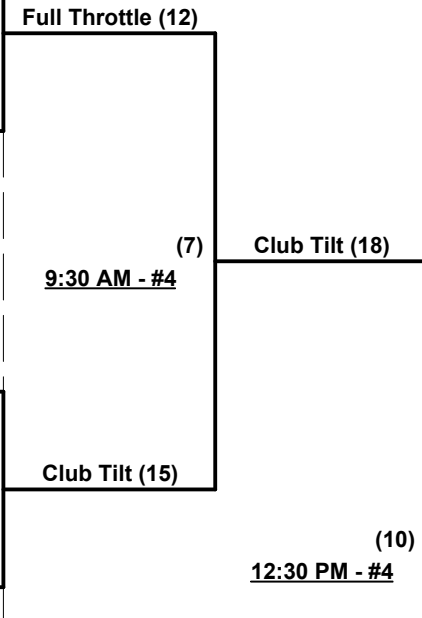 Full Throttle (12)
(7)
Club Tilt (18)
9:30 AM - #4
Club Tilt (15)
(10)
12:30 PM - #4